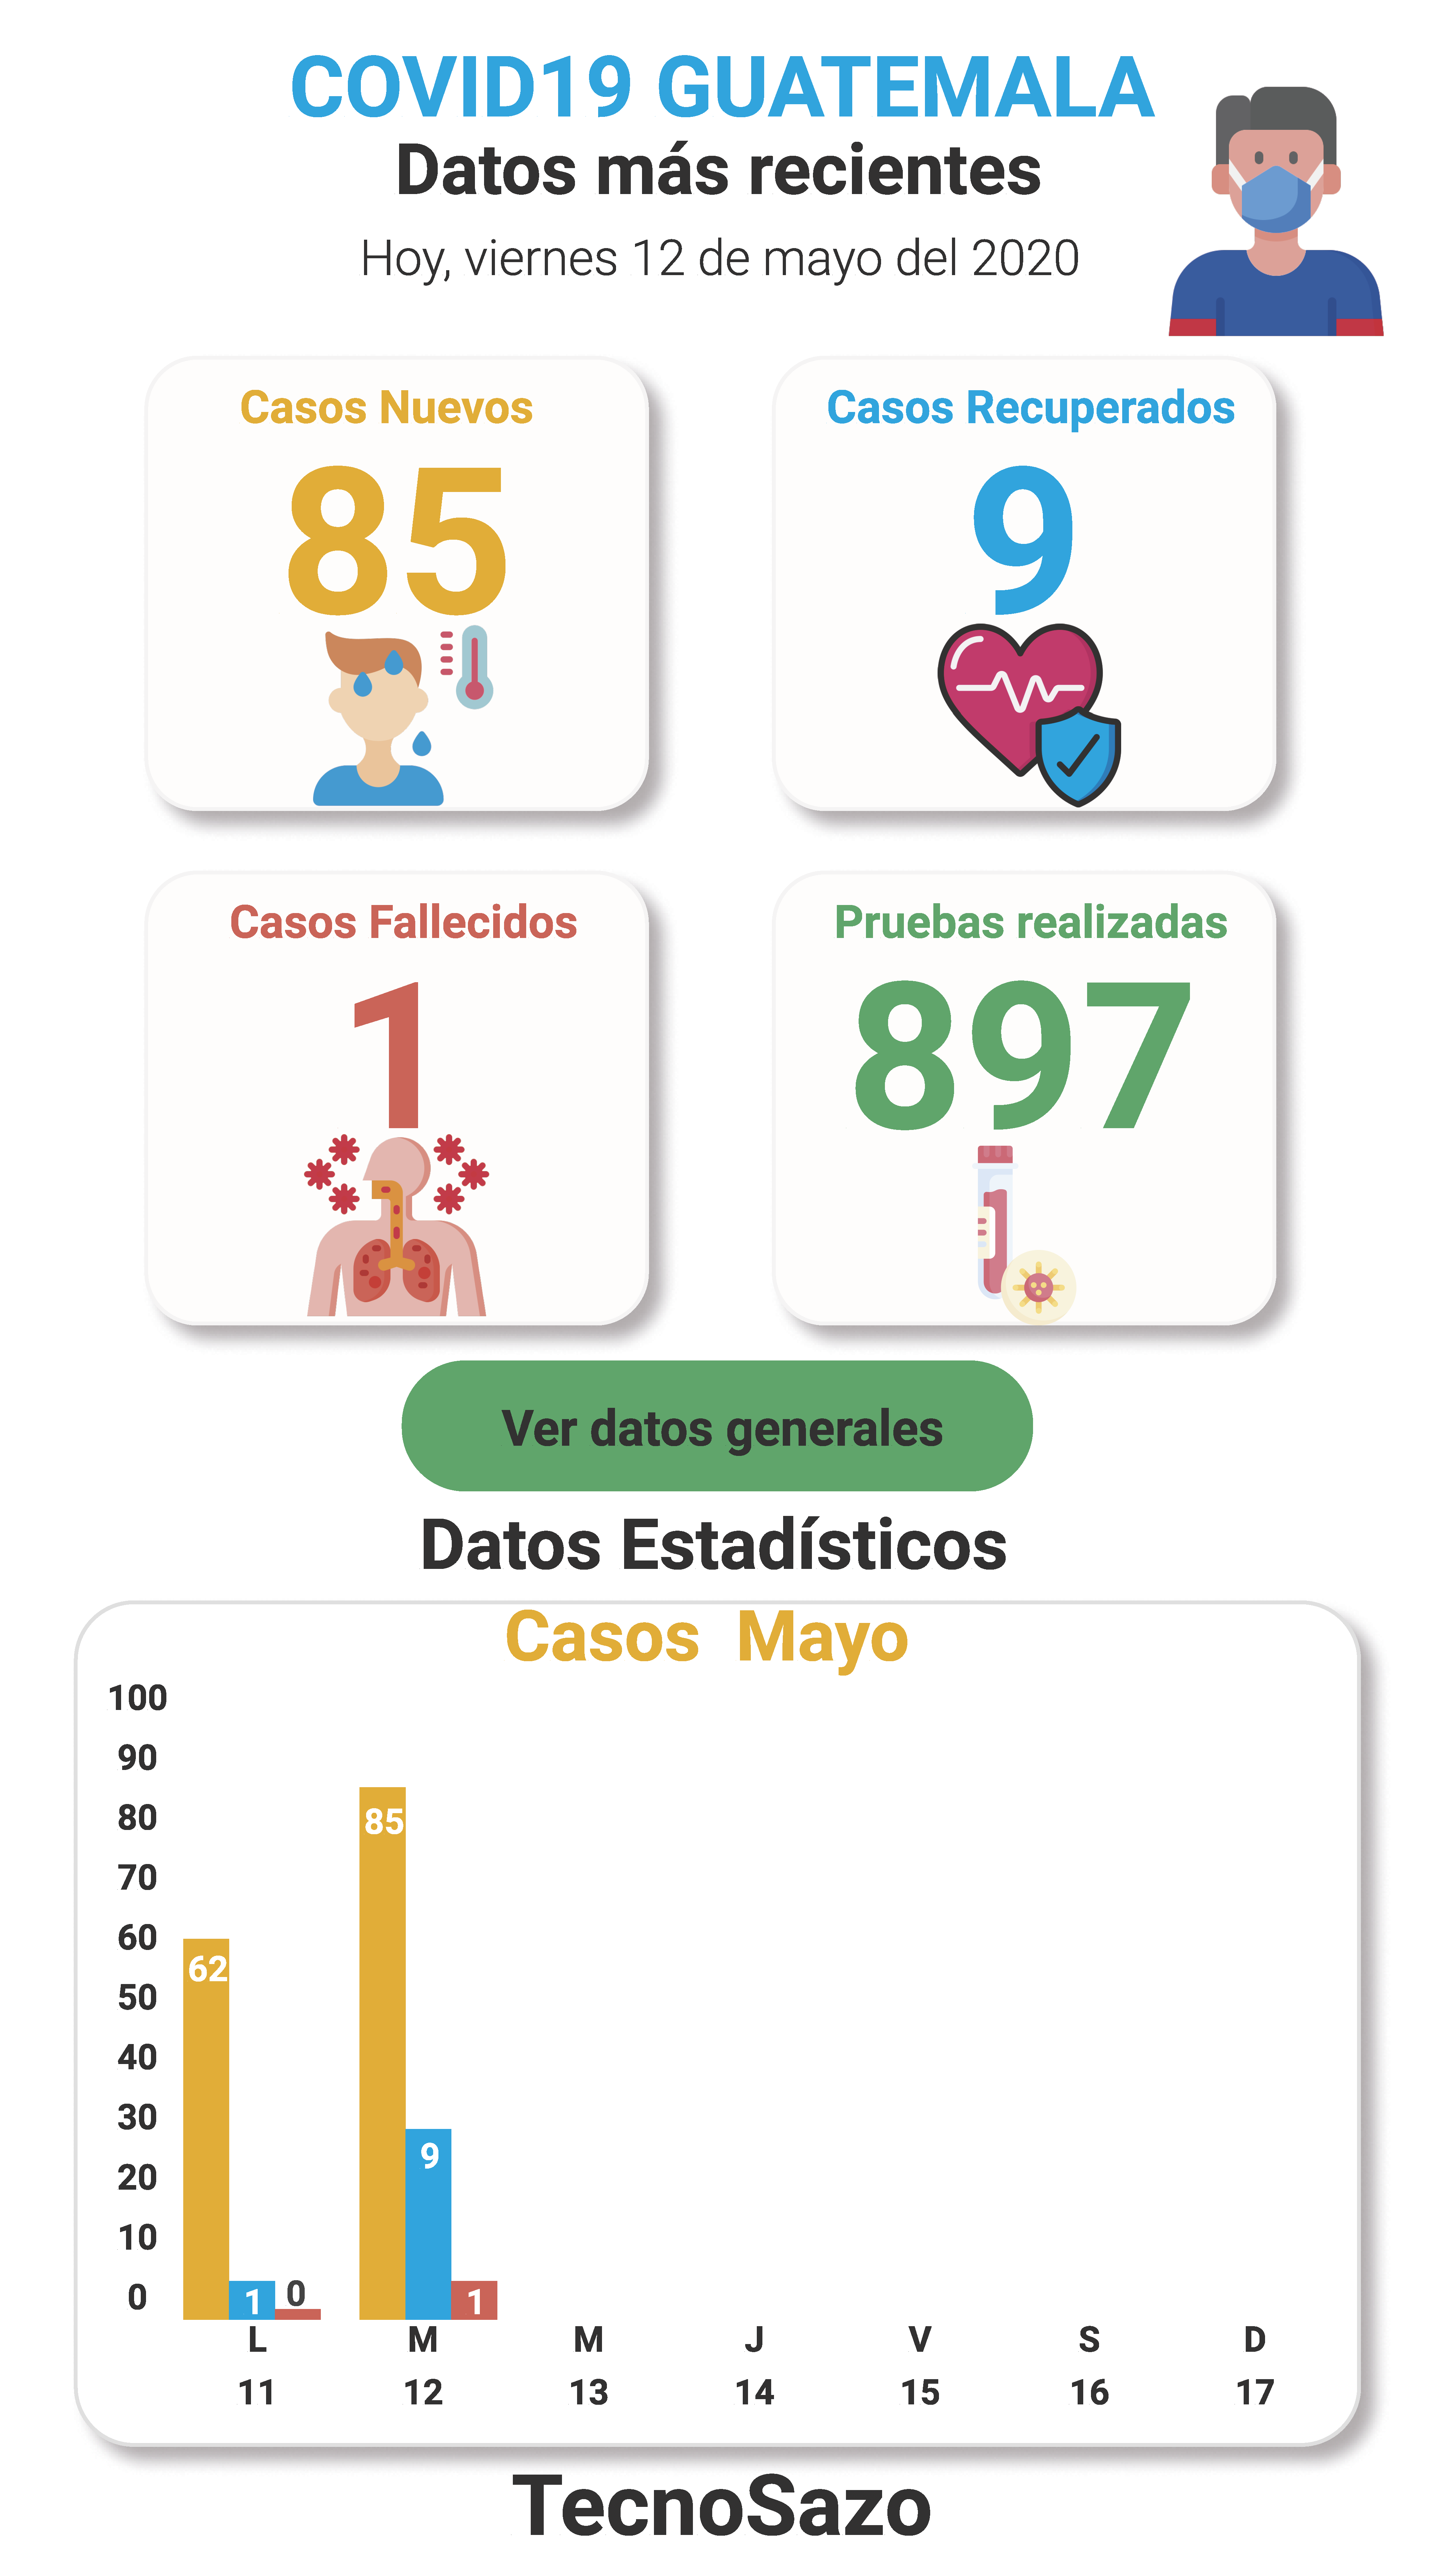 COVID19 GUATEMALA
Datos más recientes
Hoy, viernes 12 de mayo del 2020
Casos Nuevos
85
Casos Recuperados
9
Casos Fallecidos
1
Pruebas realizadas
897
Ver datos generales
Datos Estadísticos
Casos Mayo
100
90
80
70
60
50
40
30
20
10
0
62
1
0
85
9
1
L M M J V S D
11 12 13 14 15 16 17
TecnoSazo